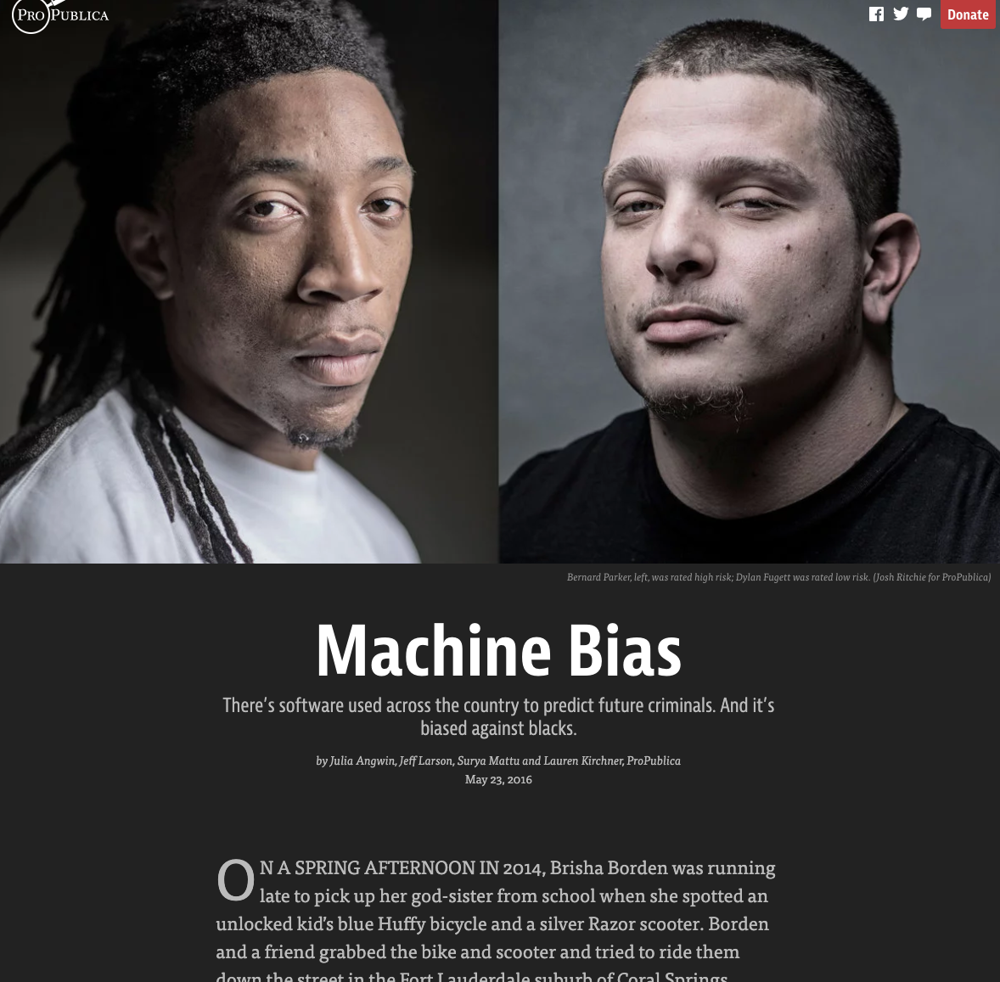 PROPUBLICA
Donate
Bernard Parker, left, was rated high risk; Dylan Fugett was rated low risk. (Josh Ritchie for ProPublica)
Machine Bias
There’s software used across the country to predict future criminals. And it’s
biased against blacks.
by Julia Angwin, Jeff Larson, Surya Mattu and Lauren Kirchner, ProPublica
May 23, 2016
ON A SPRING AFTERNOON IN 2014, Brisha Borden was running
late to pick up her god-sister from school when she spotted an
unlocked kid’s blue Huffy bicycle and a silver Razor scooter. Borden
and a friend grabbed the bike and scooter and tried to ride them
down the street in the Fort Lauderdale suburb of Coral Springs.